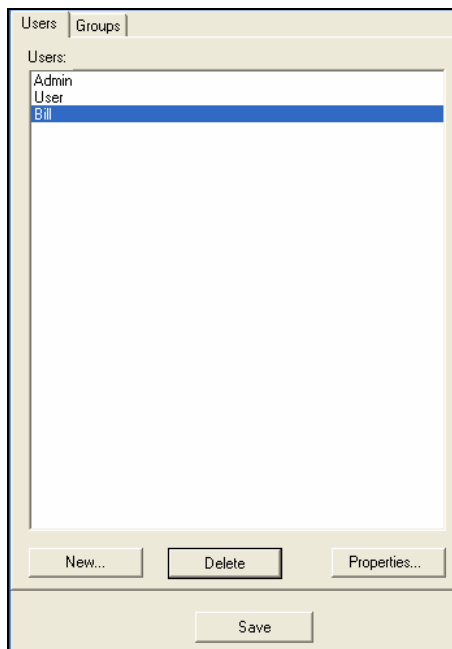 Users Groups
Users:
Admin
User
Bill
New... Delete Properties...
Save